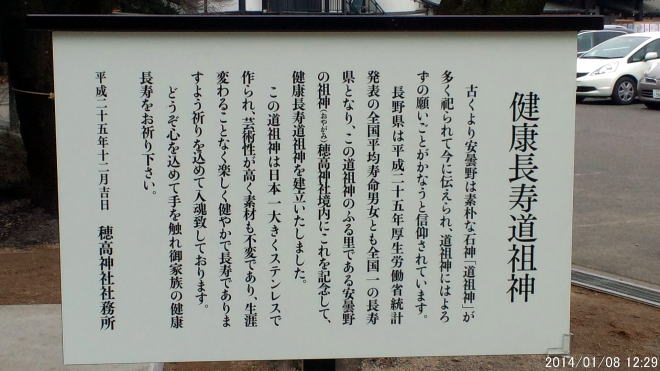 健康長寿道祖神
古くより安曇野は素朴な石神「道祖神」が
多く祀られて今に伝えられ、道祖神にはよろ
ずの願いごとがかなうと信仰されています。
長野県は平成二十五年厚生労働省統計
発表の全国平均寿命男女とも全国一の長寿
県となり、この道祖神のふる里である安曇野
の祖神(おやがみ)穂高神社境内にこれを記念して、
健康長寿道祖神を建立いたしました。
この道祖神は日本一大きくステンレスで
作られ、芸術性が高く素材も不変であり、生涯
変わることなく楽しく健やかで長寿でありま
すよう祈りを込めて入魂致しております。
どうぞ心を込めて手を触れ御家族の健康
長寿をお祈り下さい。
平成二十五年十二月吉日 穂高神社社務所
2014/01/08 12:29